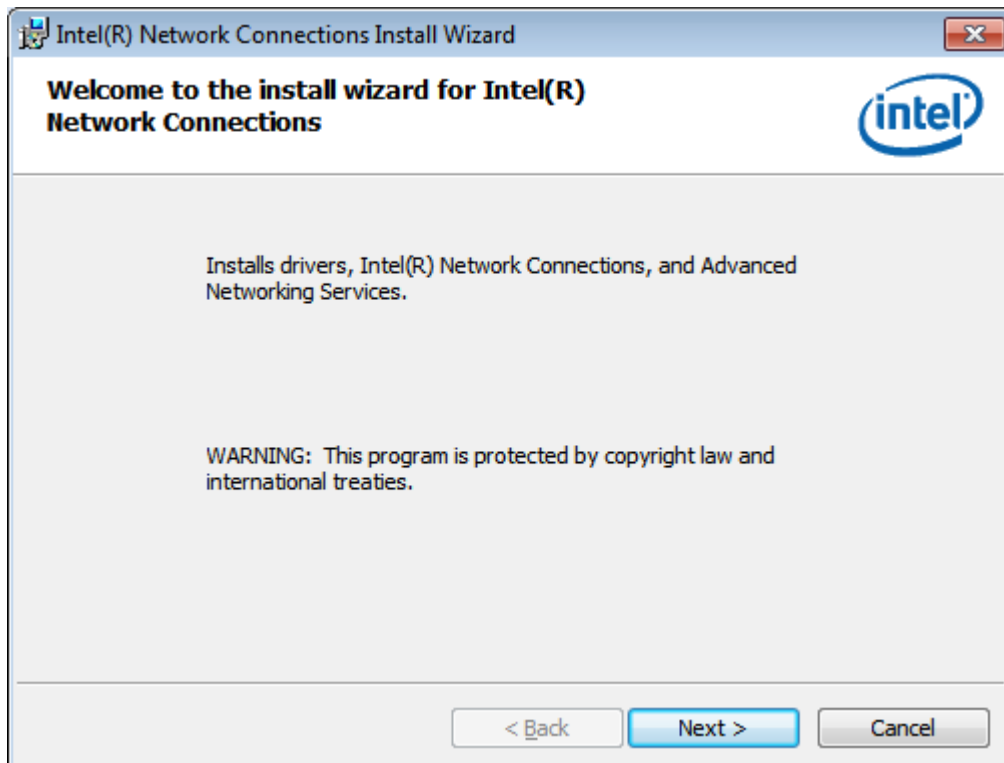 Intel(R) Network Connections Install Wizard
Welcome to the install wizard for Intel(R)
Network Connections
intel
Installs drivers, Intel(R) Network Connections, and Advanced
Networking Services.
WARNING:  This program is protected by copyright law and
international treaties.
< Back
Next >
Cancel